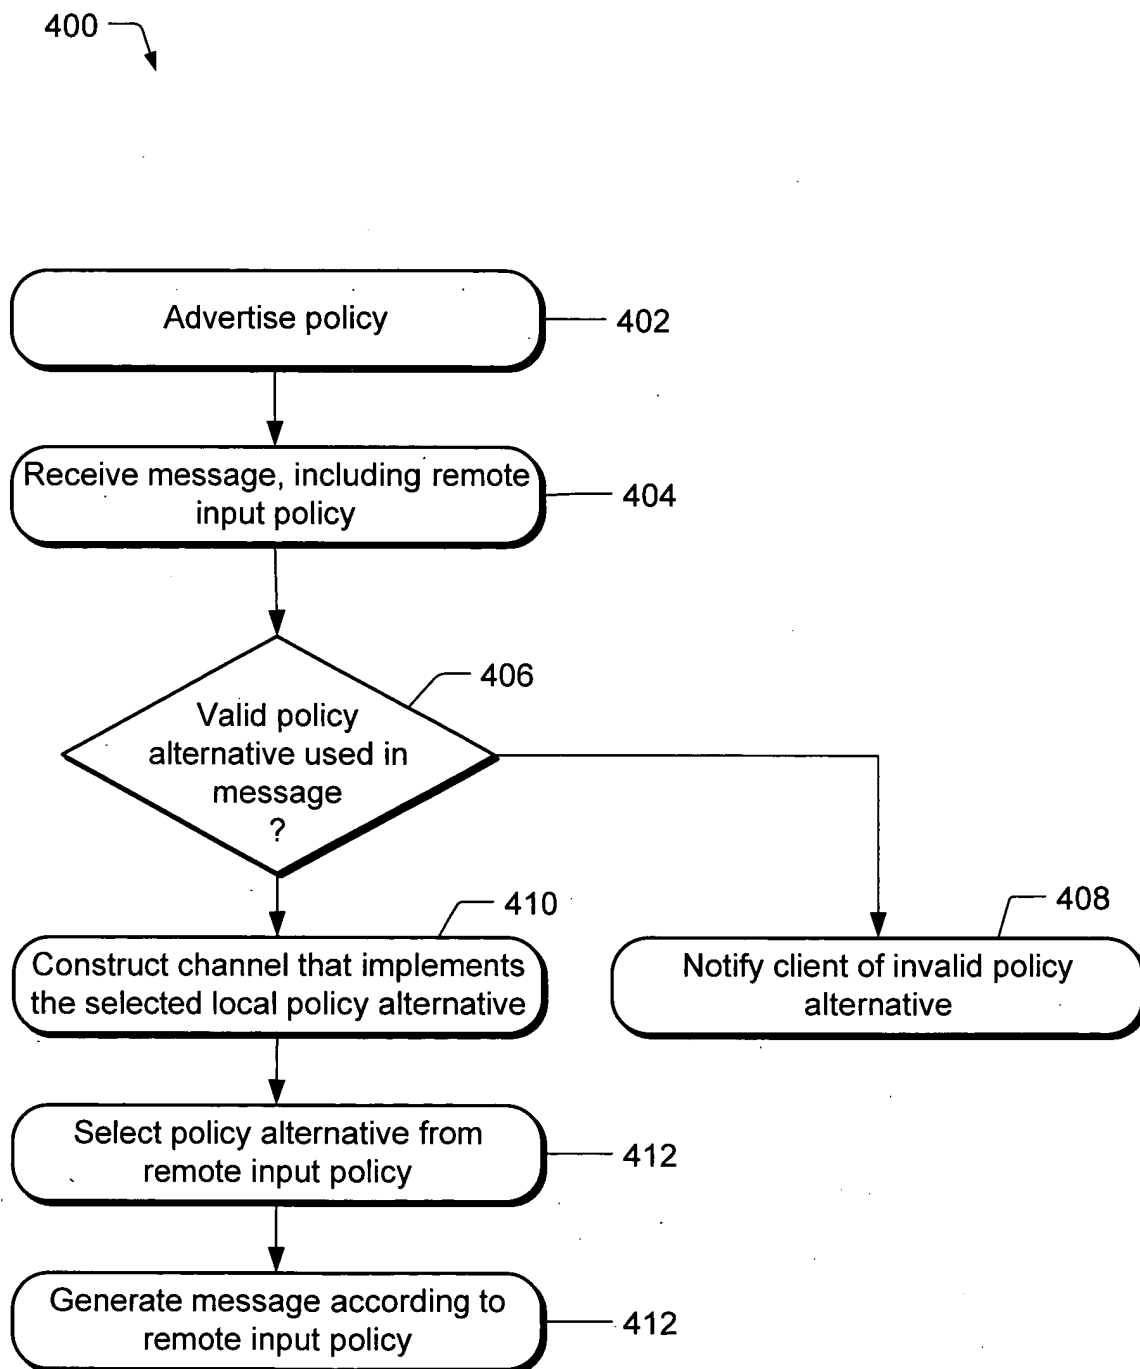 400
Advertise policy
402
Receive message, including remote
input policy
404
406
Valid policy
alternative used in
message
?
410
408
Construct channel that implements
the selected local policy alternative
Notify client of invalid policy
alternative
Select policy alternative from
remote input policy
412
Generate message according to
remote input policy
412